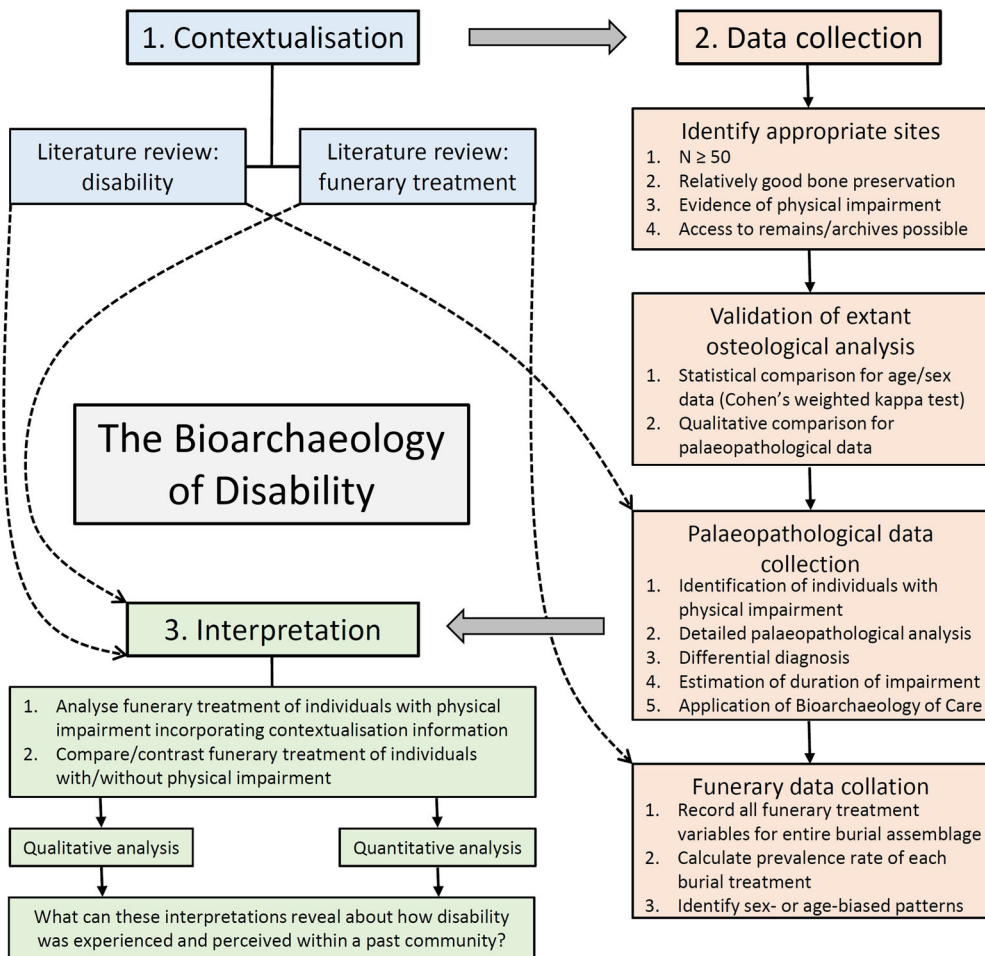 1. Contextualisation
2. Data collection
Literature review:
disability
Literature review:
funerary treatment
Identify appropriate sites
1. N ≥ 50
2. Relatively good bone preservation
3. Evidence of physical impairment
4. Access to remains/archives possible
Validation of extant
osteological analysis
1. Statistical comparison for age/sex
data (Cohen's weighted kappa test)
2. Qualitative comparison for
palaeopathological data
The Bioarchaeology
of Disability
Palaeopathological data
collection
1. Identification of individuals with
physical impairment
2. Detailed palaeopathological analysis
3. Differential diagnosis
4. Estimation of duration of impairment
5. Application of Bioarchaeology of Care
3. Interpretation
1. Analyse funerary treatment of individuals with physical
impairment incorporating contextualisation information
2. Compare/contrast funerary treatment of individuals
with/without physical impairment
Qualitative analysis
Quantitative analysis
What can these interpretations reveal about how disability
was experienced and perceived within a past community?
Funerary data collation
1. Record all funerary treatment
variables for entire burial assemblage
2. Calculate prevalence rate of each
burial treatment
3. Identify sex- or age-biased patterns